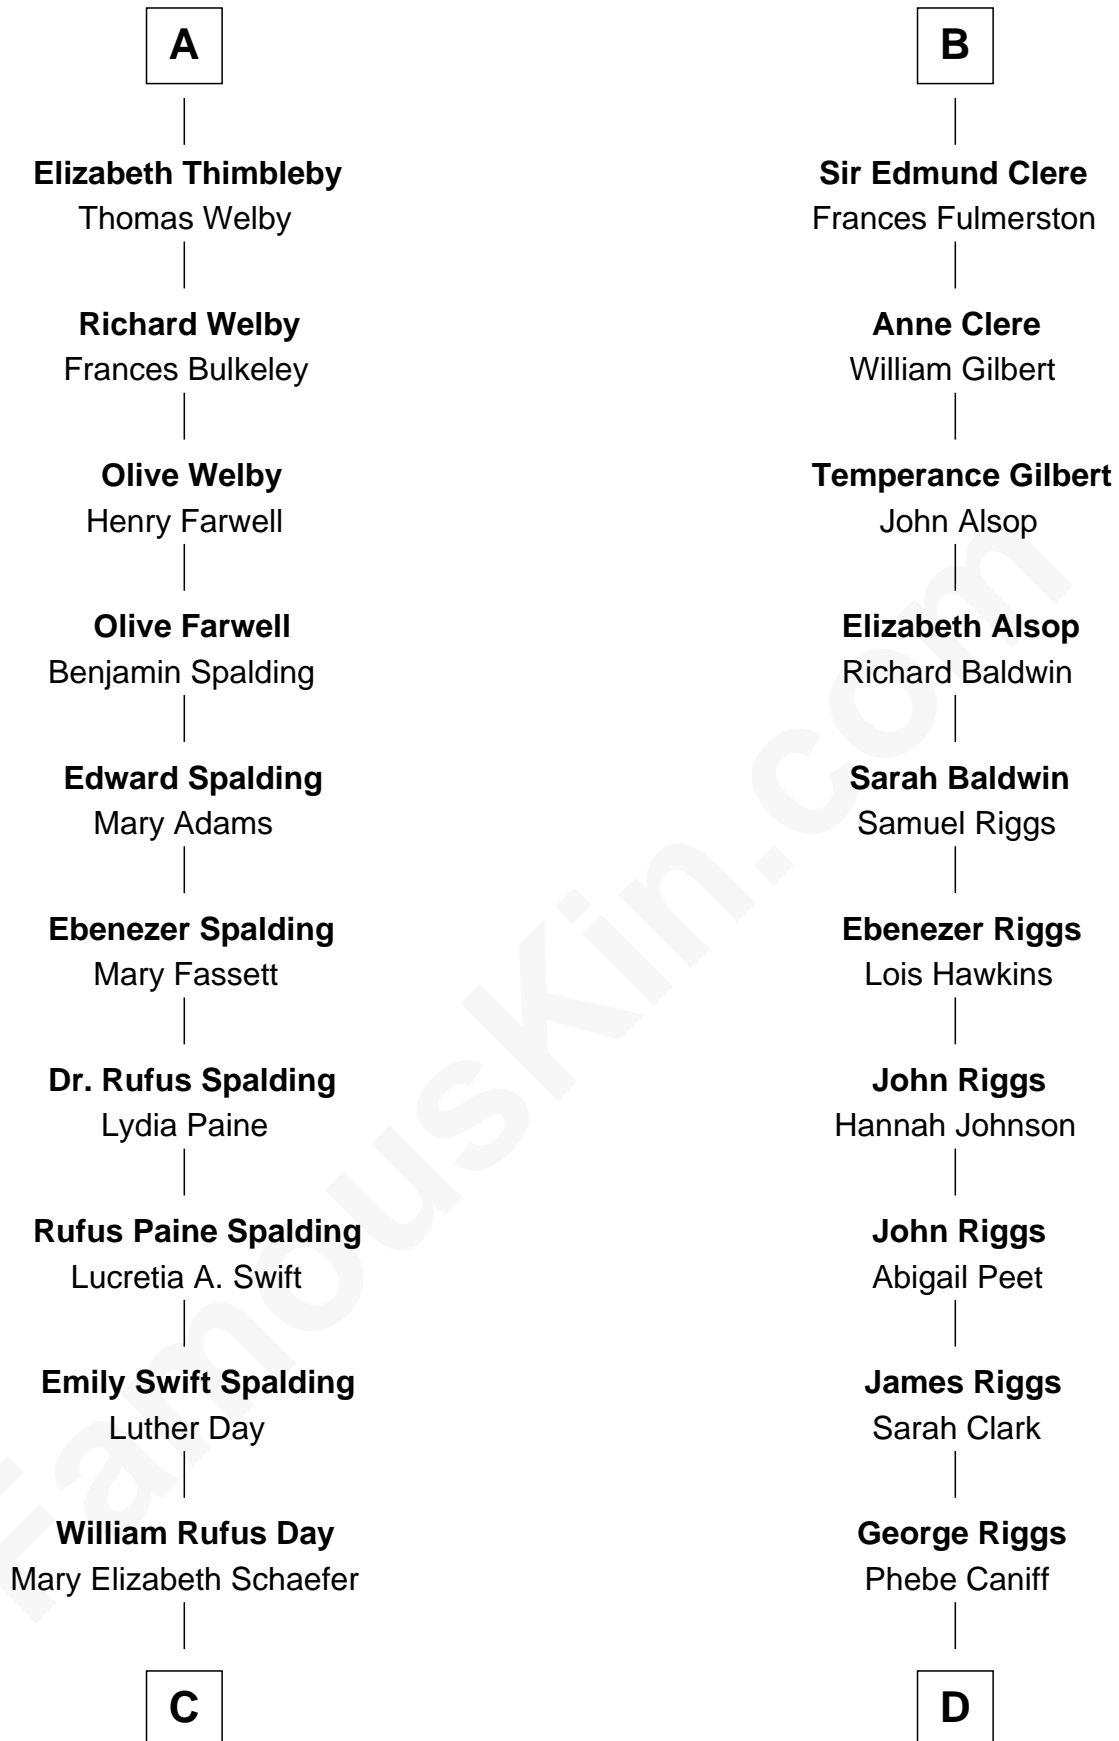 A
Elizabeth Thimbleby
Thomas Welby
Richard Welby
Frances Bulkeley
Olive Welby
Henry Farwell
Olive Farwell
Benjamin Spalding
Edward Spalding
Mary Adams
Ebenezer Spalding
Mary Fassett
Dr. Rufus Spalding
Lydia Paine
Rufus Paine Spalding
Lucretia A. Swift
Emily Swift Spalding
Luther Day
William Rufus Day
Mary Elizabeth Schaefer
C
B
Sir Edmund Clere
Frances Fulmerston
Anne Clere
William Gilbert
Temperance Gilbert
John Alsop
Elizabeth Alsop
Richard Baldwin
Sarah Baldwin
Samuel Riggs
Ebenezer Riggs
Lois Hawkins
John Riggs
Hannah Johnson
John Riggs
Abigail Peet
James Riggs
Sarah Clark
George Riggs
Phebe Caniff
D
FamousKin.com